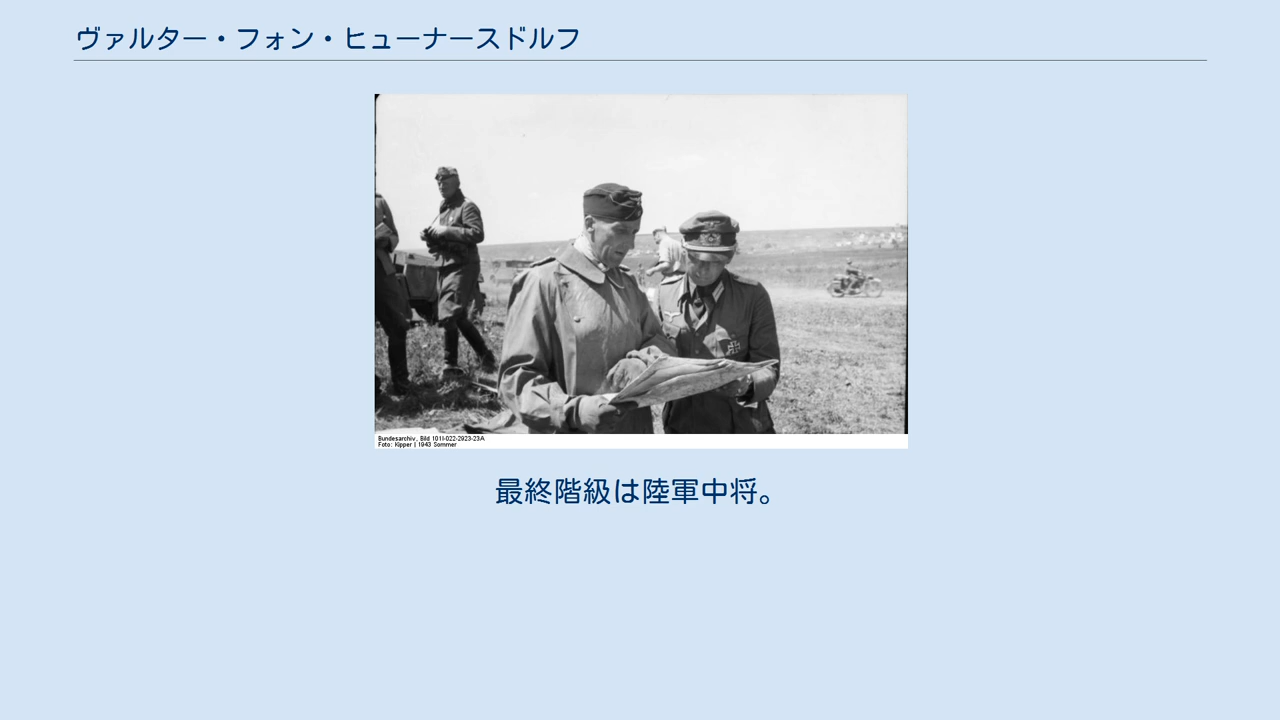 ヴァルター・フォン・ヒューナースドルフ
Bundesarchiv, Bild 101I-022-2923-23A
Foto: Kipper | 1943 Sommer
最終階級は陸軍中将。